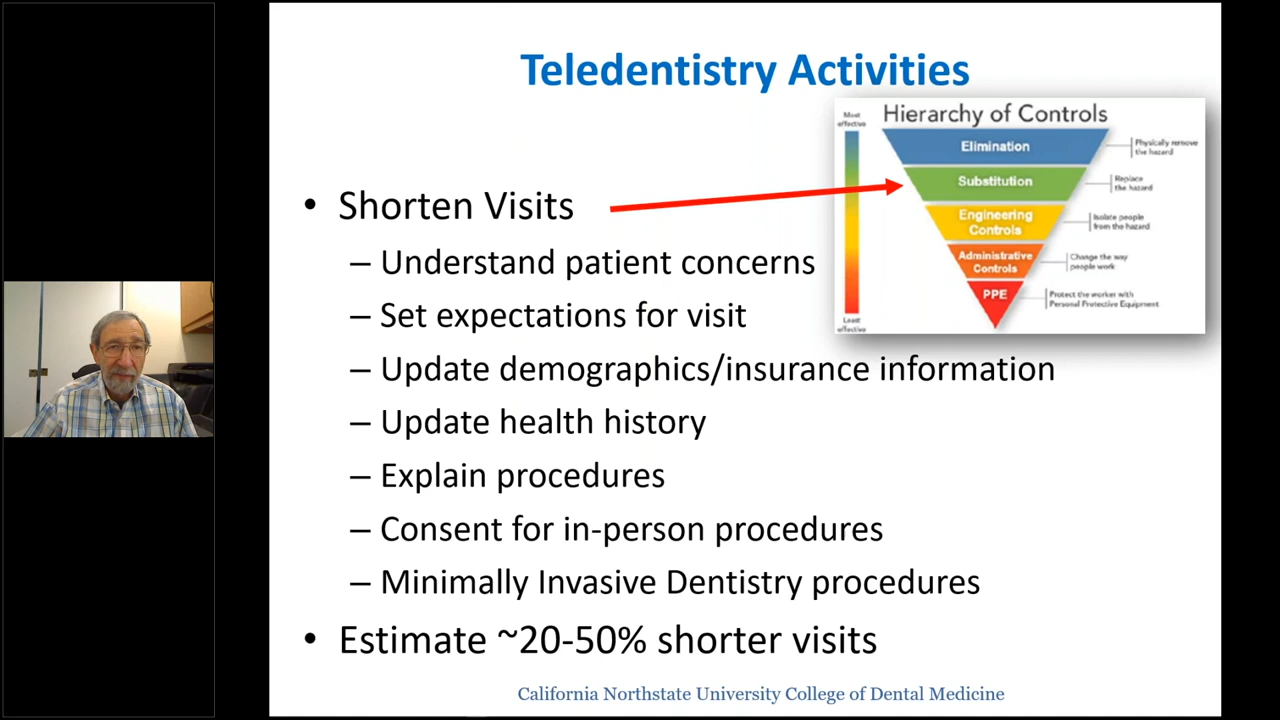 Teledentistry Activities
Hierarchy of Controls
Most
effective
Elimination
Physically remove
the hazard
Substitution
Replace
the hazard
Engineering
Controls
Isolate people
from the hazard
Administrative
Controls
Change the way
people work
PPE
Protect the worker with
Personal Protective Equipment
Least
effective
• Shorten Visits
– Understand patient concerns
– Set expectations for visit
– Update demographics/insurance information
– Update health history
– Explain procedures
– Consent for in-person procedures
– Minimally Invasive Dentistry procedures
• Estimate ~20-50% shorter visits
California Northstate University College of Dental Medicine